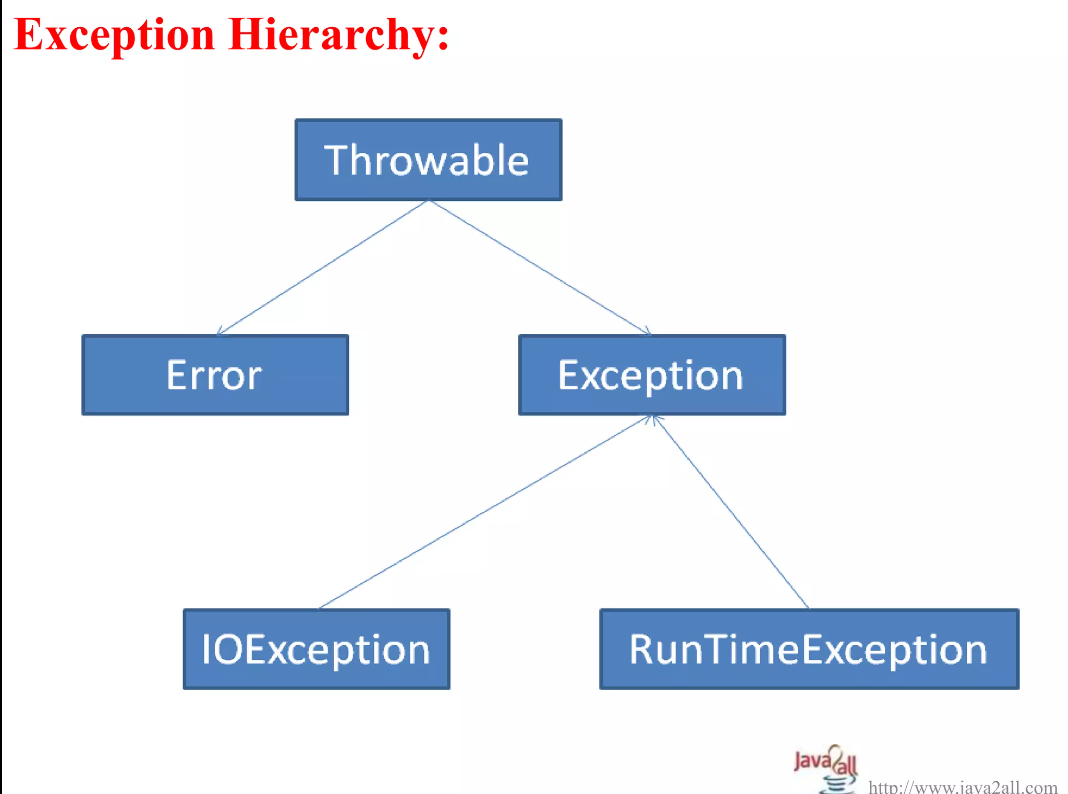 Exception Hierarchy:
Throwable
Error
Exception
IOException
RunTimeException
Java2all
http://www.java2all.com